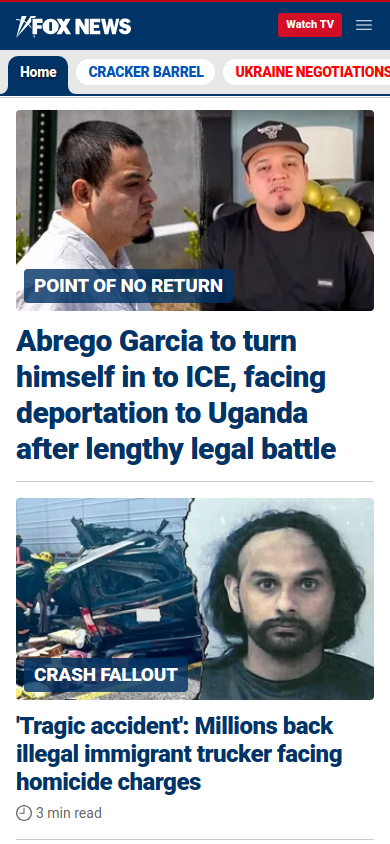 FOX NEWS
Watch TV
Home
CRACKER BARREL
UKRAINE NEGOTIATIONS
POINT OF NO RETURN
Abrego Garcia to turn
himself in to ICE, facing
deportation to Uganda
after lengthy legal battle
CRASH FALLOUT
'Tragic accident': Millions back
illegal immigrant trucker facing
homicide charges
3 min read